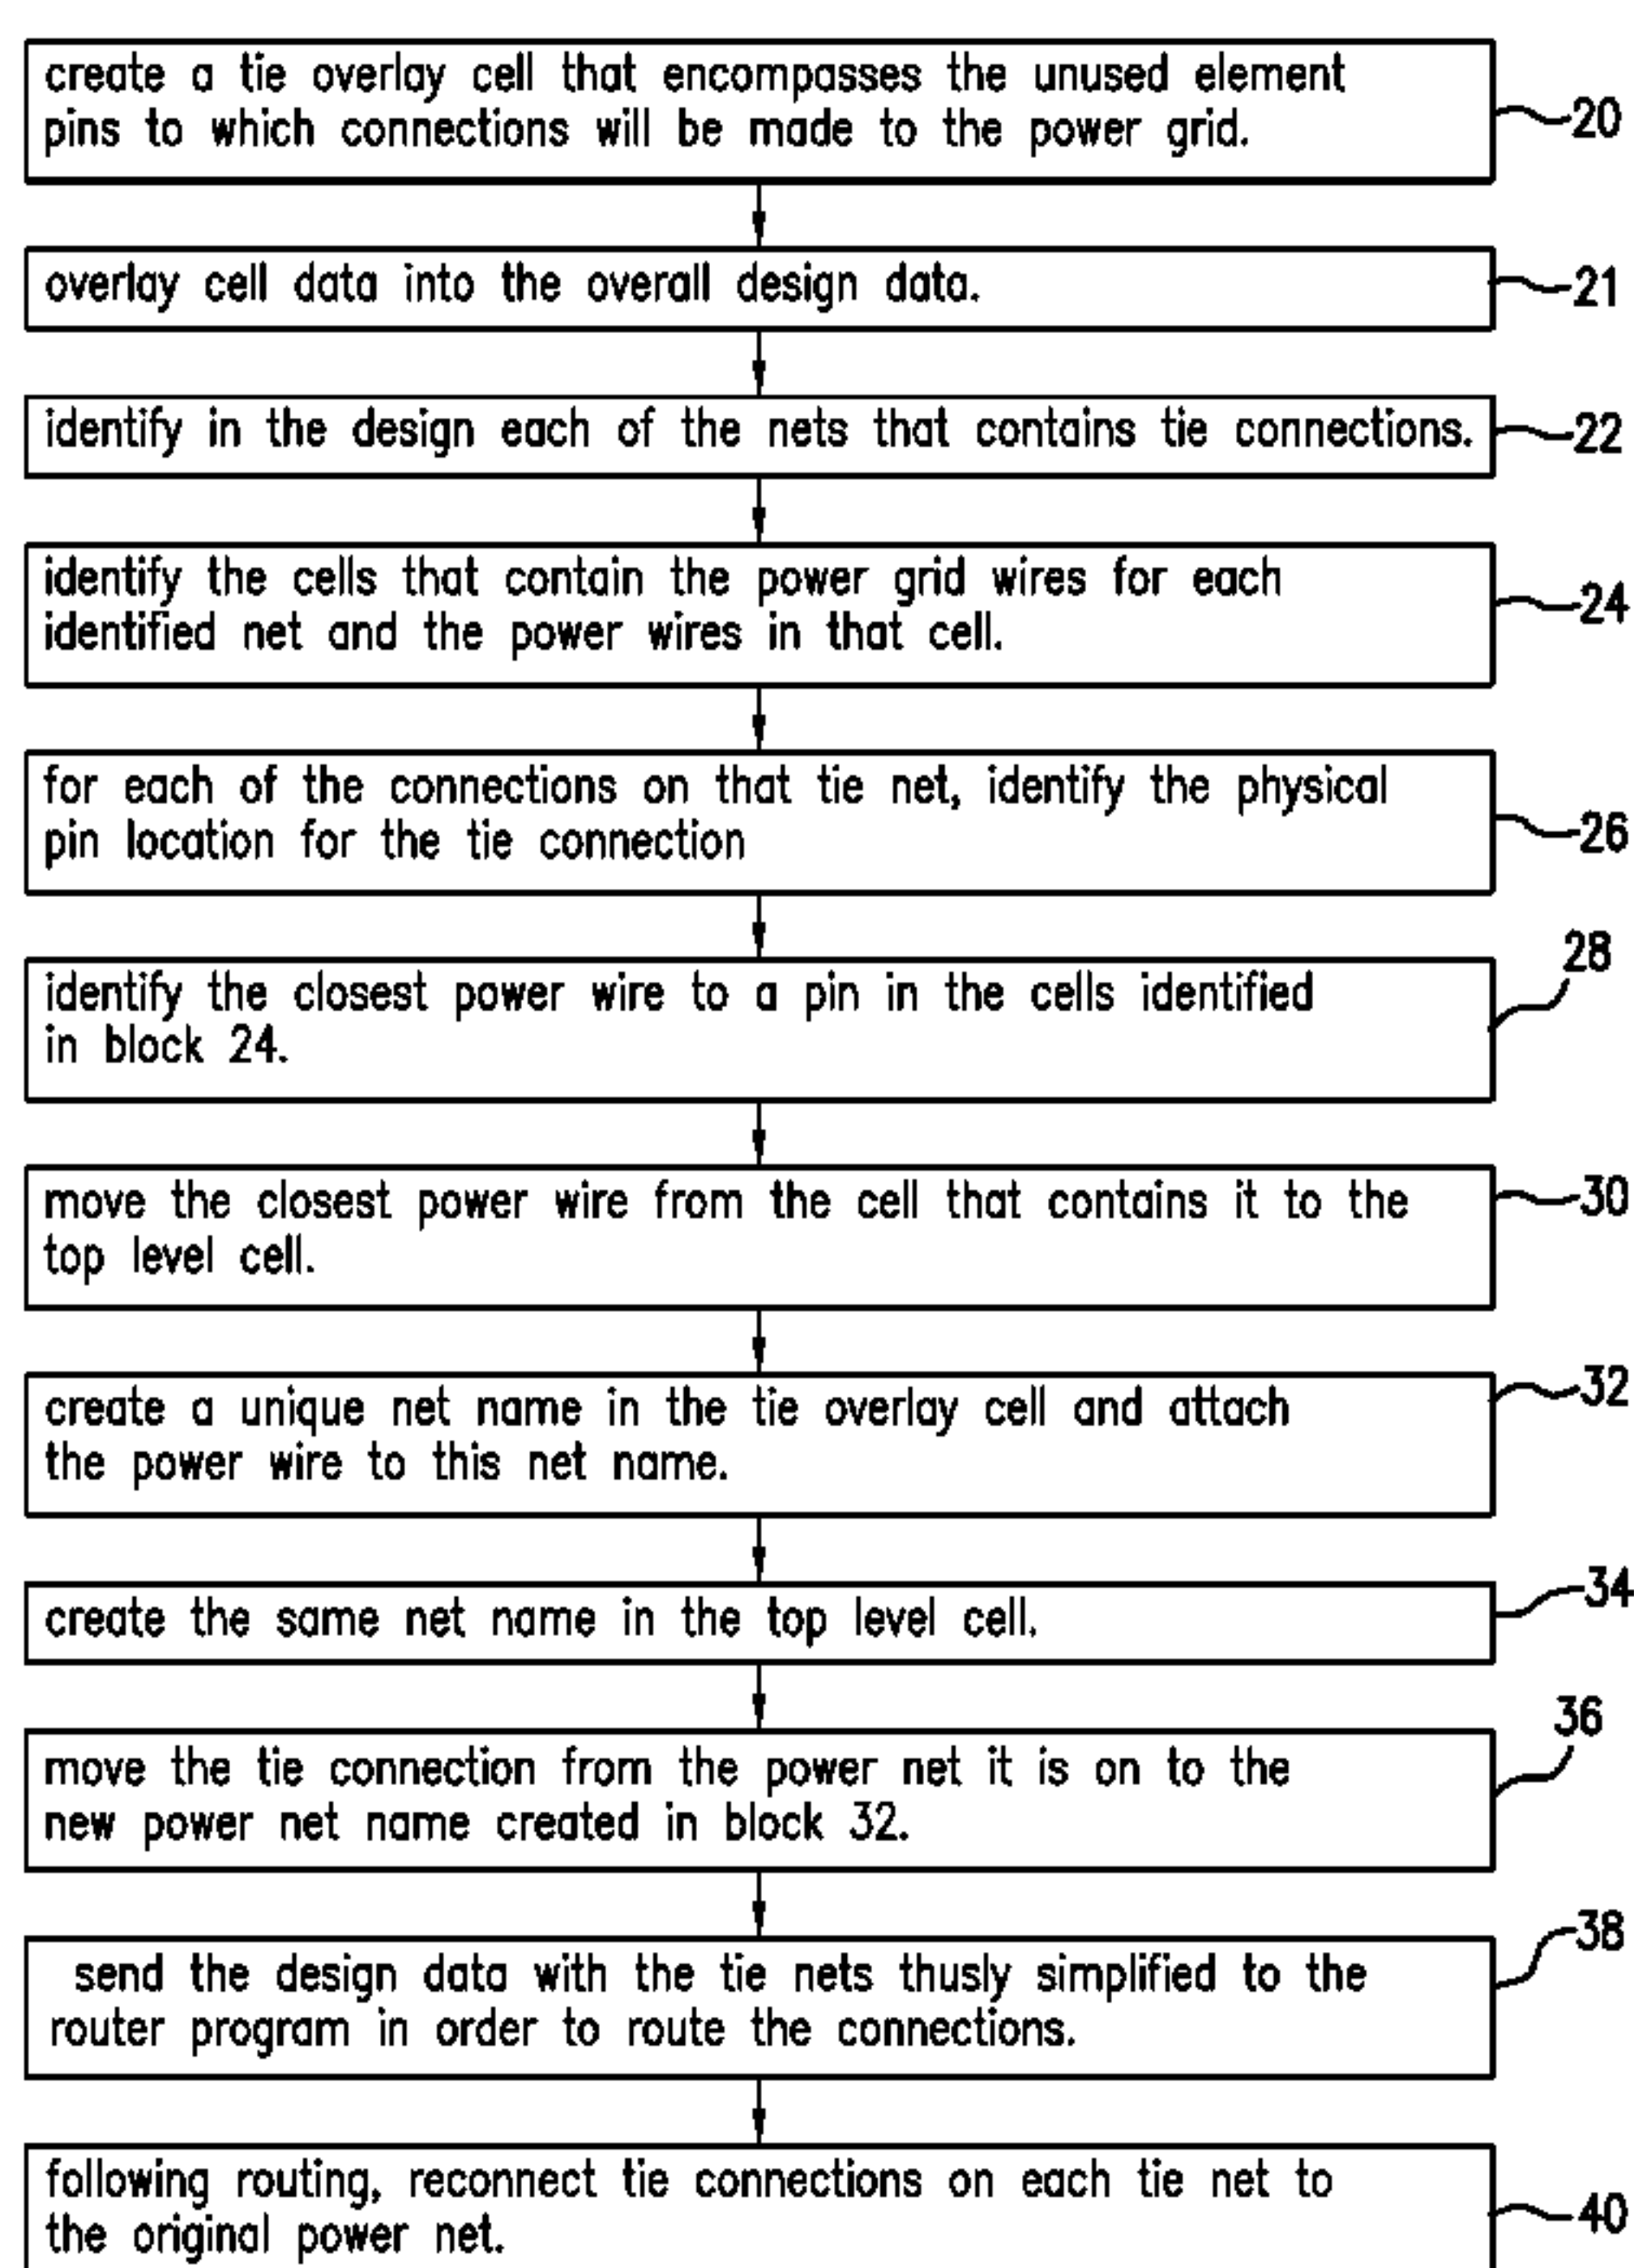 create a tie overlay cell that encompasses the unused element
pins to which connections will be made to the power grid.
20
overlay cell data into the overall design data.
21
identify in the design each of the nets that contains tie connections.
22
identify the cells that contain the power grid wires for each
identified net and the power wires in that cell.
24
for each of the connections on that tie net, identify the physical
pin location for the tie connection
26
identify the closest power wire to a pin in the cells identified
in block 24.
28
move the closest power wire from the cell that contains it to the
top level cell.
30
create a unique net name in the tie overlay cell and attach
the power wire to this net name.
32
create the same net name in the top level cell.
34
move the tie connection from the power net it is on to the
new power net name created in block 32.
36
send the design data with the tie nets thusly simplified to the
router program in order to route the connections.
38
following routing, reconnect tie connections on each tie net to
the original power net.
40